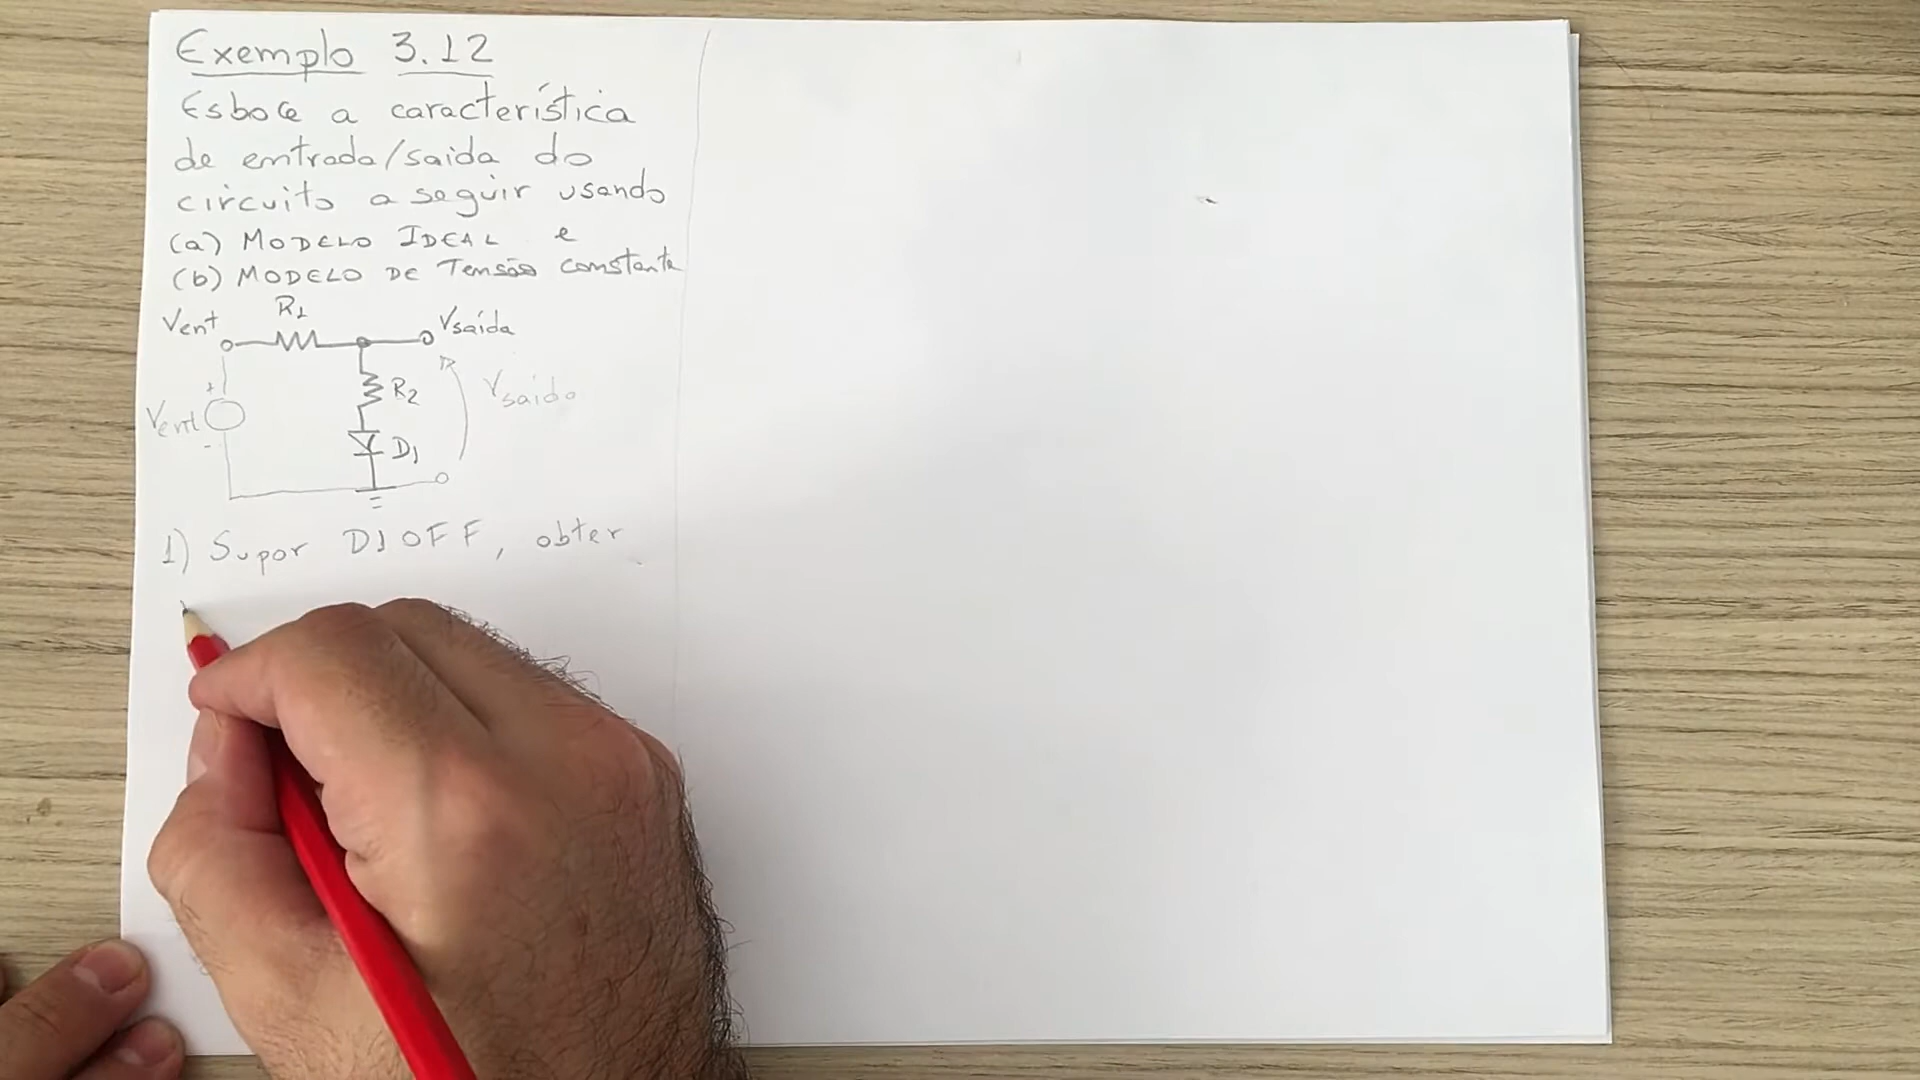 Exemplo 3.12
Esboce a característica
de entrada/saida do
circuito a seguir usando
(a) MODELO IDEAL e
(b) MODELO DE Tensão constante
R1
Vent
Vsaída
R2
Vsaída
+
Vent
-
D1
1) Supor D1 OFF, obter